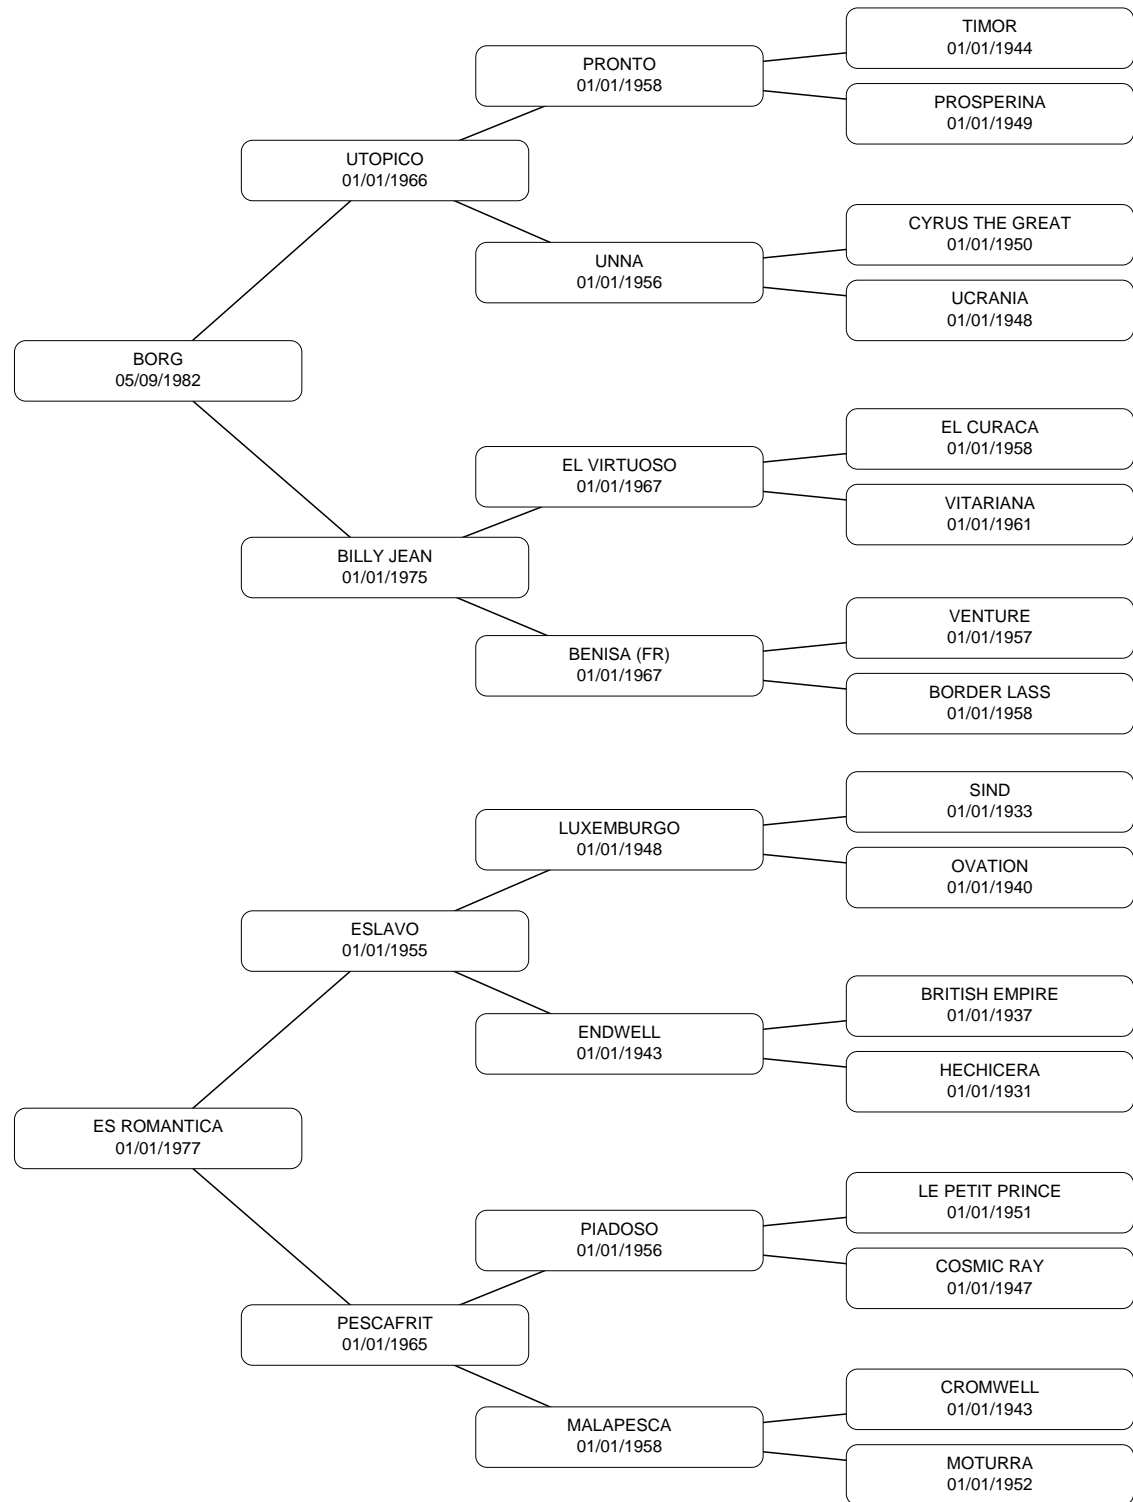 TIMOR
01/01/1944
PRONTO
01/01/1958
PROSPERINA
01/01/1949
UTOPICO
01/01/1966
CYRUS THE GREAT
01/01/1950
UNNA
01/01/1956
UCRANIA
01/01/1948
BORG
05/09/1982
EL CURACA
01/01/1958
EL VIRTUOSO
01/01/1967
VITARIANA
01/01/1961
BILLY JEAN
01/01/1975
VENTURE
01/01/1957
BENISA (FR)
01/01/1967
BORDER LASS
01/01/1958
SIND
01/01/1933
LUXEMBURGO
01/01/1948
OVATION
01/01/1940
ESLAVO
01/01/1955
BRITISH EMPIRE
01/01/1937
ENDWELL
01/01/1943
HECHICERA
01/01/1931
ES ROMANTICA
01/01/1977
LE PETIT PRINCE
01/01/1951
PIADOSO
01/01/1956
COSMIC RAY
01/01/1947
PESCAFRIT
01/01/1965
CROMWELL
01/01/1943
MALAPESCA
01/01/1958
MOTURRA
01/01/1952